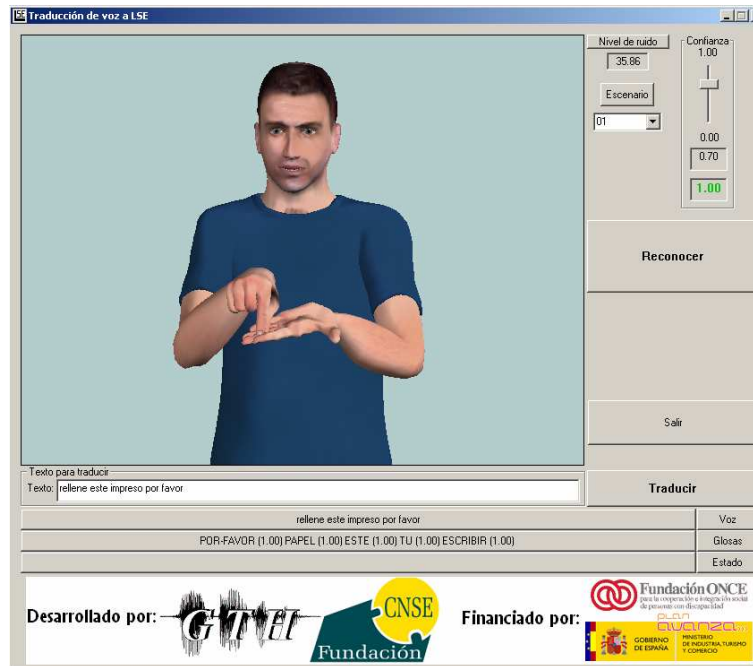 LSE Traducción de voz a LSE
Nivel de ruido
35.86
Escenario
01
Confianza
1.00
0.00
0.70
1.00
Reconocer
Salir
Texto para traducir
Texto: rellene este impreso por favor
Traducir
rellene este impreso por favor
Voz
POR-FAVOR (1.00) PAPEL (1.00) ESTE (1.00) TU (1.00) ESCRIBIR (1.00)
Glosas
Estado
Desarrollado por:
GTH
CNSE
Fundación
Financiado por:
Fundación ONCE
para la cooperación e integración social
de personas con discapacidad
PLAN
avanza
GOBIERNO
DE ESPAÑA
MINISTERIO
DE INDUSTRIA, TURISMO
Y COMERCIO